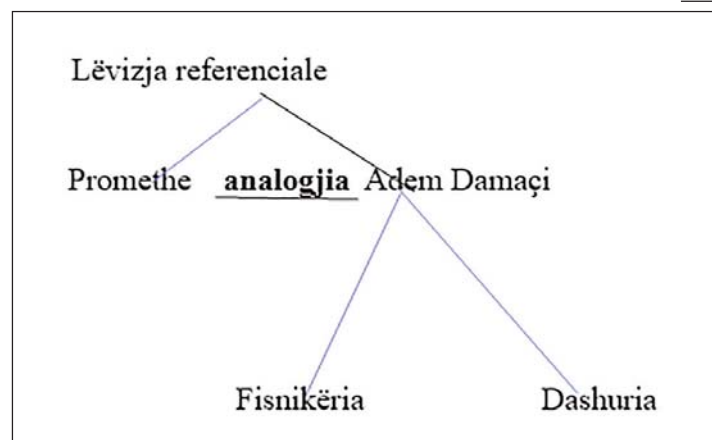 Lëvizja referenciale
Promethe analogjia Adem Damaçi
Fisnikëria Dashuria